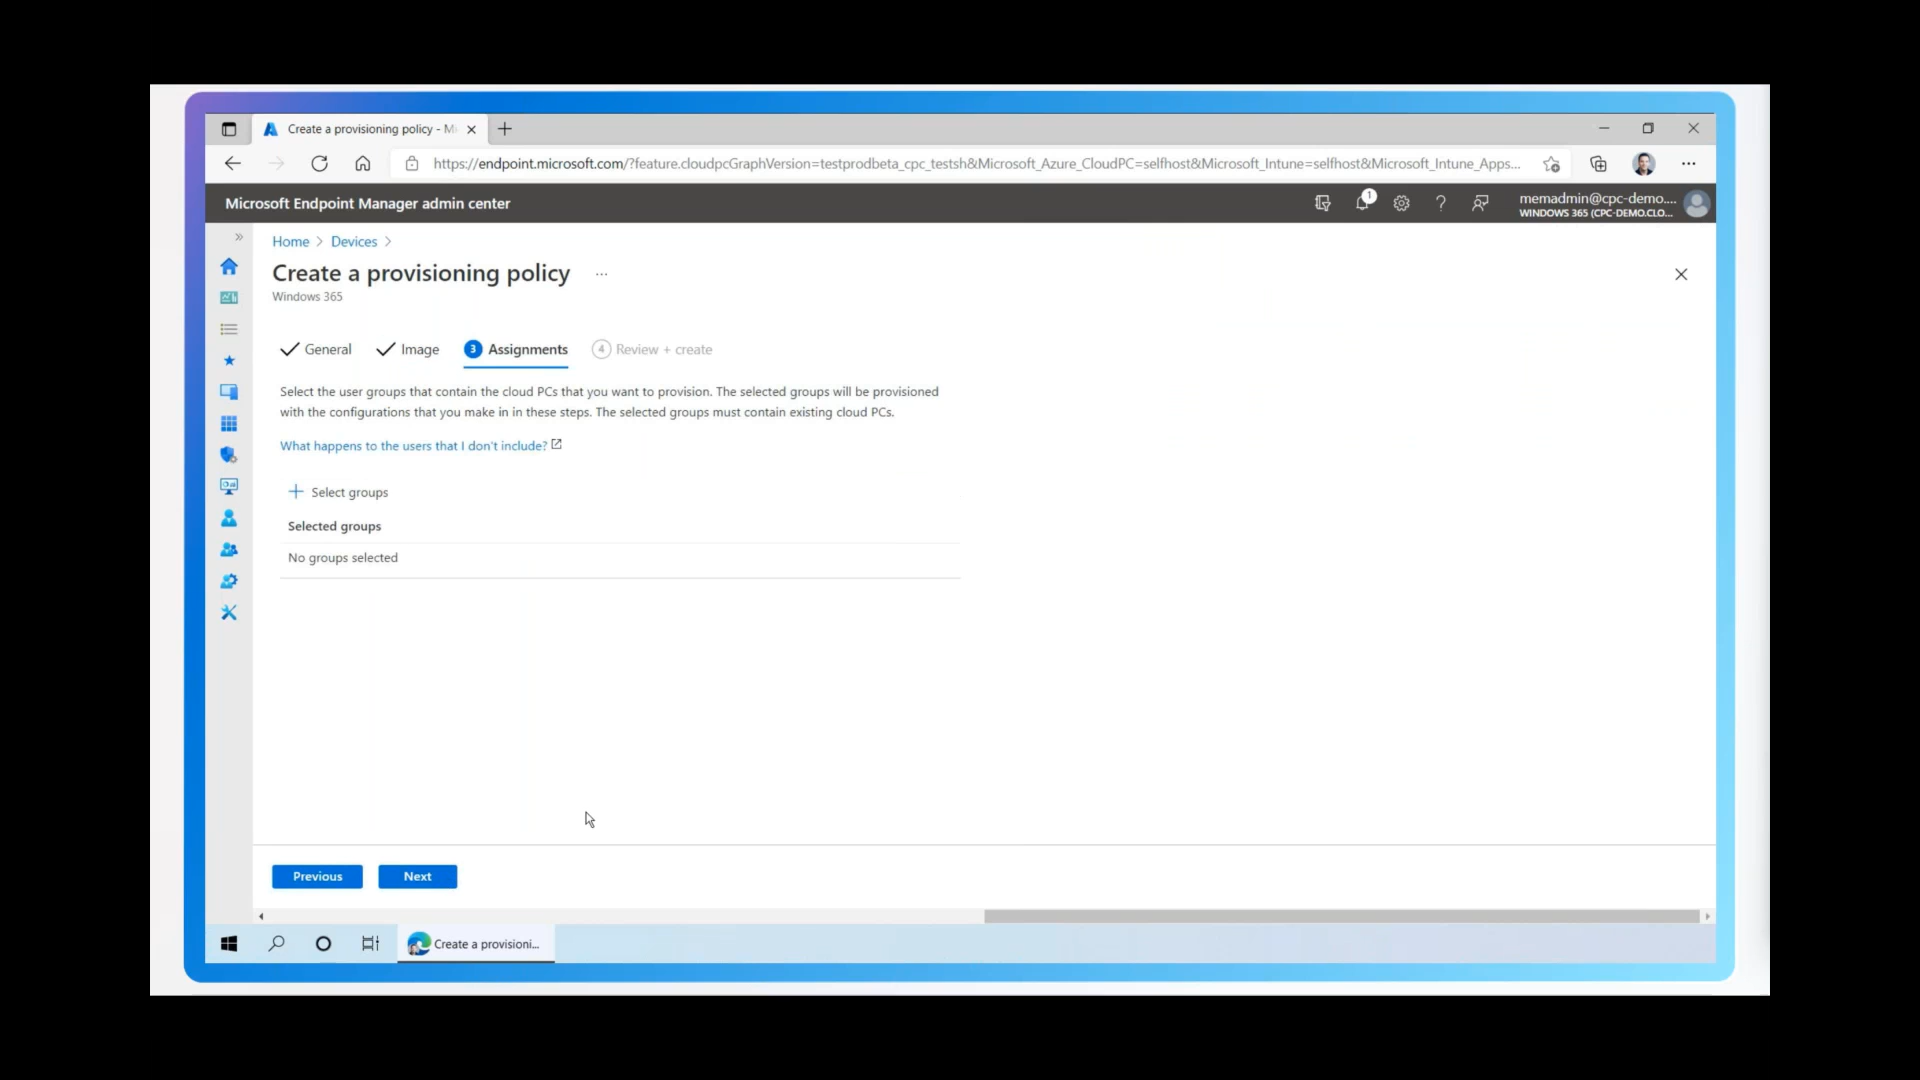 Create a provisioning policy - M
https://endpoint.microsoft.com/?feature.cloudpcGraphVersion=testprodbeta_cpc_testsh&Microsoft_Azure_CloudPC=selfhost&Microsoft_Intune=selfhost&Microsoft_Intune_Apps...
Microsoft Endpoint Manager admin center
1
memadmin@cpc-demo....
WINDOWS 365 (CPC-DEMO.CLO...
Home > Devices >
Create a provisioning policy ...
Windows 365
General
Image
3 Assignments
4 Review + create
Select the user groups that contain the cloud PCs that you want to provision. The selected groups will be provisioned
with the configurations that you make in in these steps. The selected groups must contain existing cloud PCs.
What happens to the users that I don't include?
+ Select groups
Selected groups
No groups selected
Previous
Next
Create a provisioni...